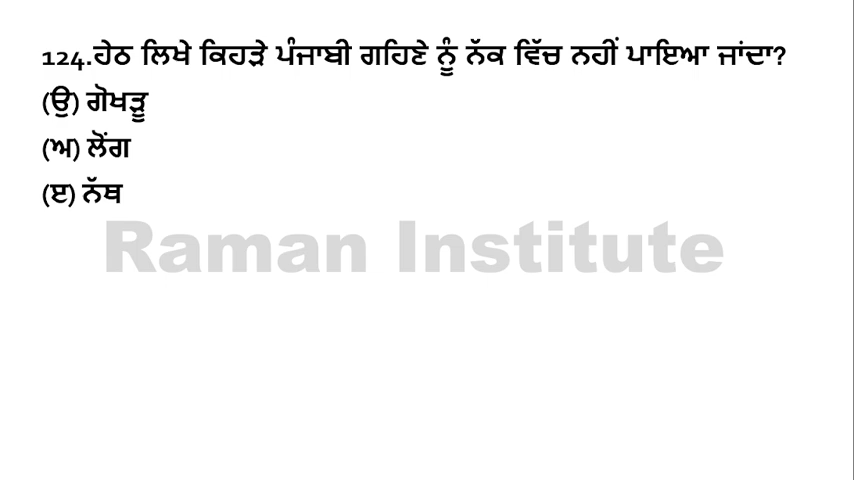 124.ਹੇਠ ਲਿਖੇ ਕਿਹੜੇ ਪੰਜਾਬੀ ਗਹਿਣੇ ਨੂੰ ਨੱਕ ਵਿੱਚ ਨਹੀਂ ਪਾਇਆ ਜਾਂਦਾ?
(ਉ) ਗੋਖੜੂ
(ਅ) ਲੋਂਗ
(ੲ) ਨੱਥ
Raman Institute